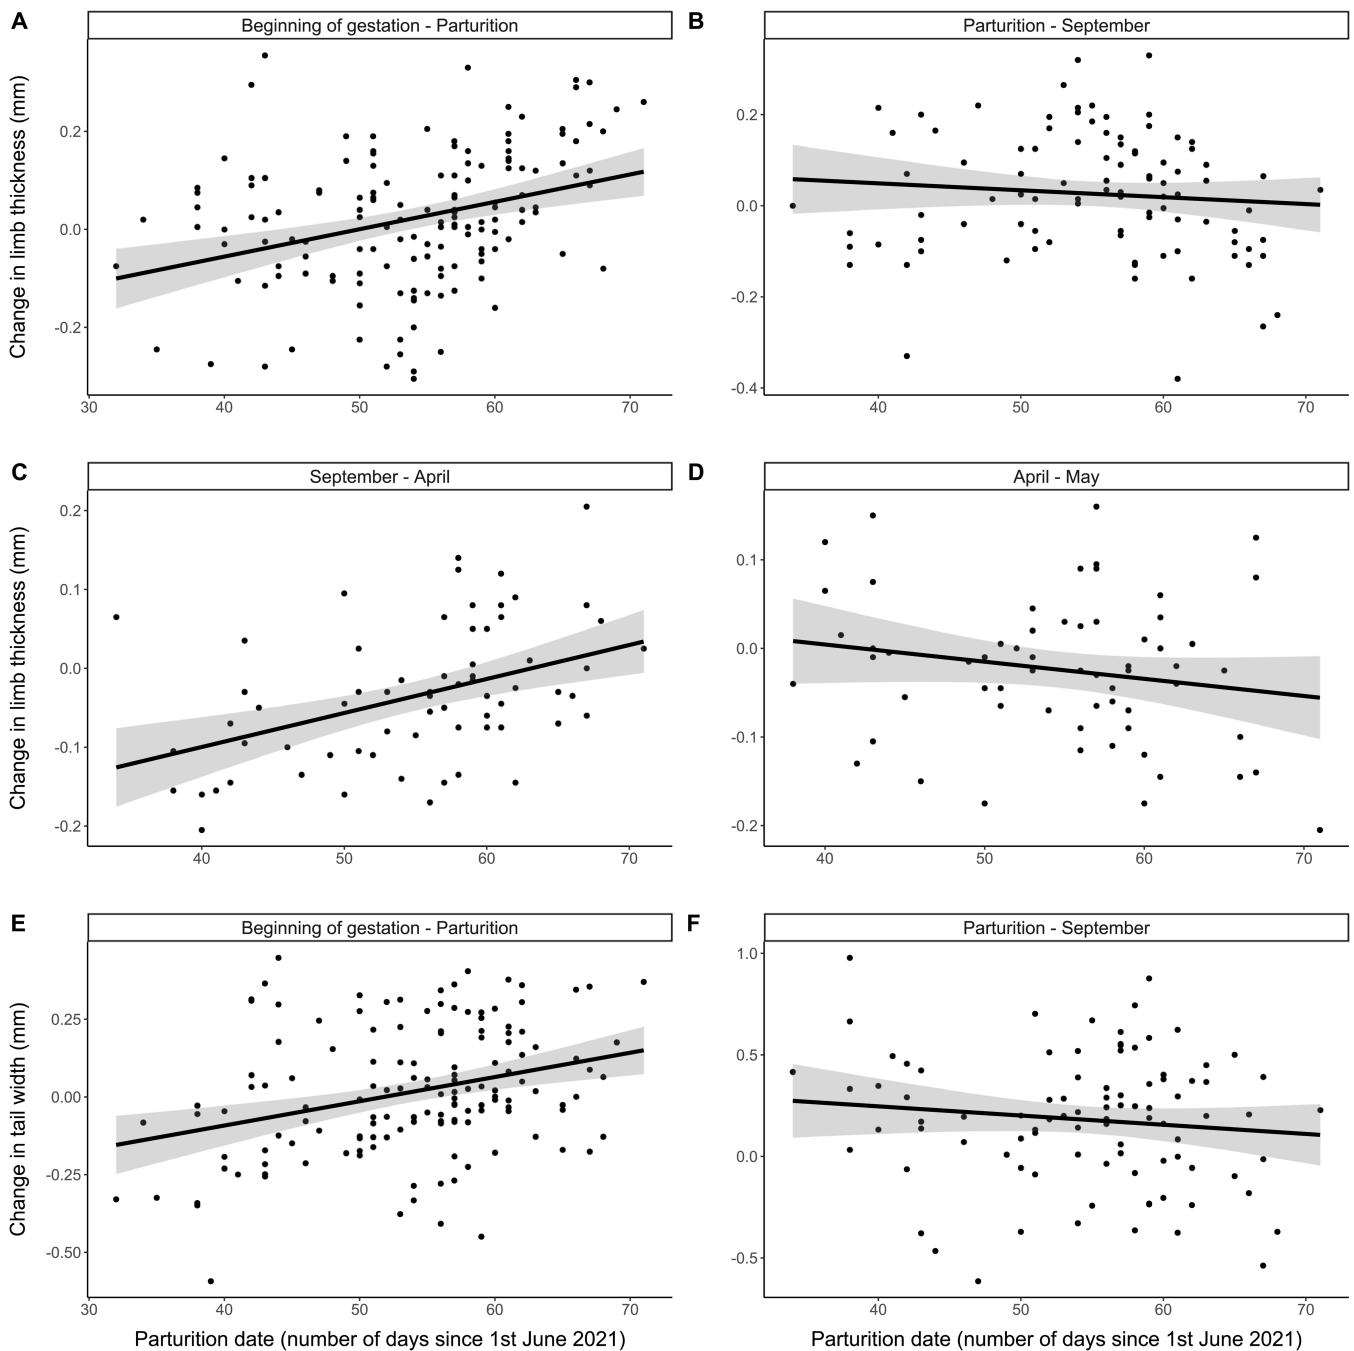 A
Beginning of gestation - Parturition
Change in limb thickness (mm)
0.2
0.0
-0.2
30 40 50 60 70
B
Parturition - September
0.2
0.0
-0.2
-0.4
40 50 60 70
C
September - April
Change in limb thickness (mm)
0.2
0.1
0.0
-0.1
-0.2
40 50 60 70
D
April - May
0.1
0.0
-0.1
-0.2
40 50 60 70
E
Beginning of gestation - Parturition
Change in tail width (mm)
0.25
0.00
-0.25
-0.50
30 40 50 60 70
Parturition date (number of days since 1st June 2021)
F
Parturition - September
1.0
0.5
0.0
-0.5
40 50 60 70
Parturition date (number of days since 1st June 2021)